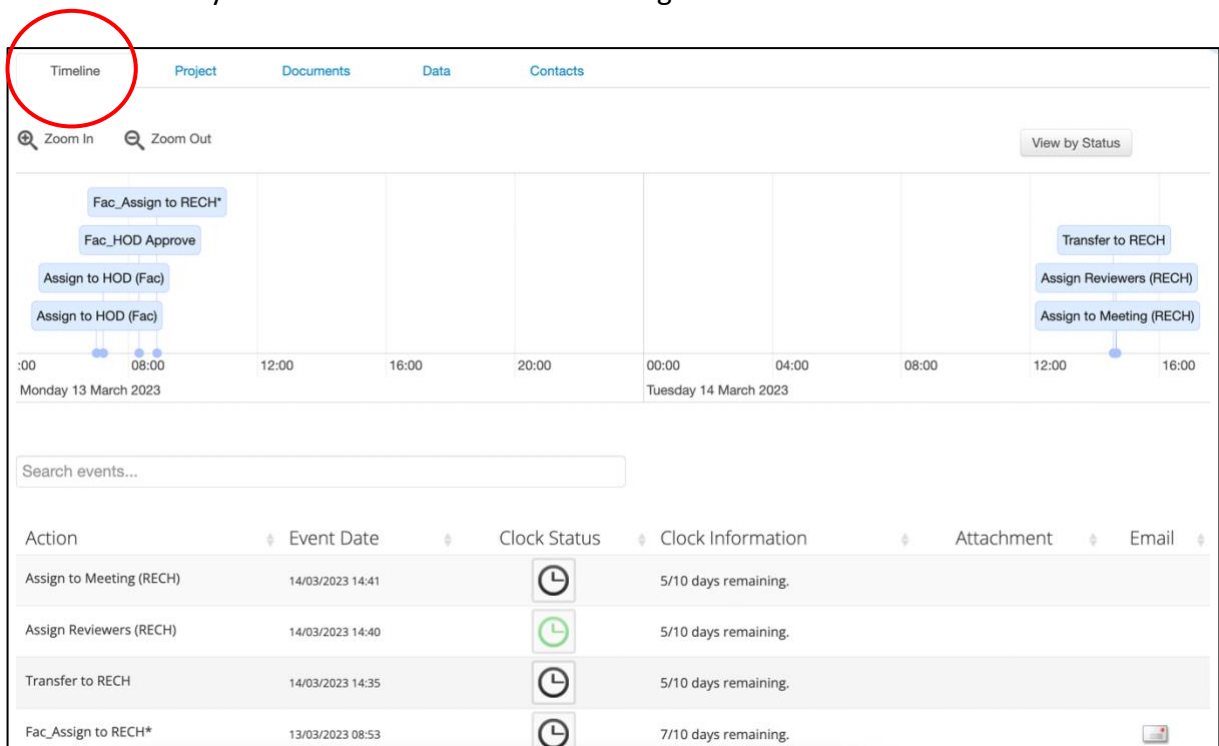 Timeline Project Documents Data Contacts
Zoom In Zoom Out View by Status
Fac_Assign to RECH*
Fac_HOD Approve Transfer to RECH
Assign to HOD (Fac) Assign Reviewers (RECH)
Assign to HOD (Fac) Assign to Meeting (RECH)
:00 08:00 12:00 16:00 20:00 00:00 04:00 08:00 12:00 16:00
Monday 13 March 2023 Tuesday 14 March 2023
Search events...
Action Event Date Clock Status Clock Information Attachment Email
Assign to Meeting (RECH) 14/03/2023 14:41 5/10 days remaining.
Assign Reviewers (RECH) 14/03/2023 14:40 5/10 days remaining.
Transfer to RECH 14/03/2023 14:35 5/10 days remaining.
Fac_Assign to RECH* 13/03/2023 08:53 7/10 days remaining.